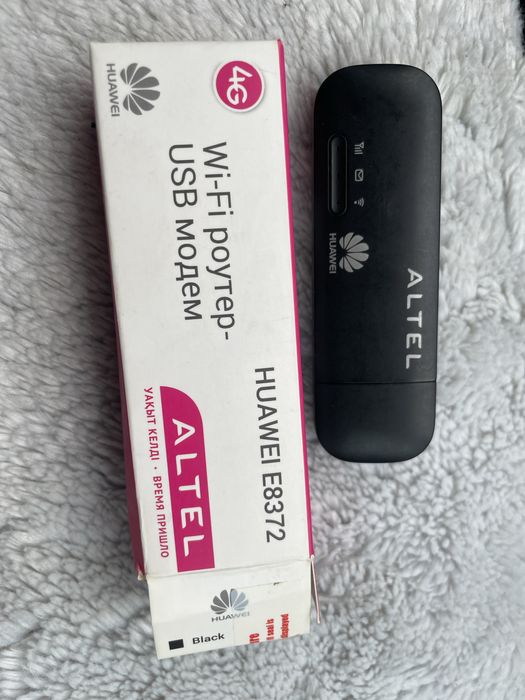 HUAWEI
4G
Wi-Fi роутер-
USB модем
HUAWEI E8372
ALTEL
УАҚЫТ КЕЛДІ • ВРЕМЯ ПРИШЛО
HUAWEI
Black
HUAWEI
ALTEL